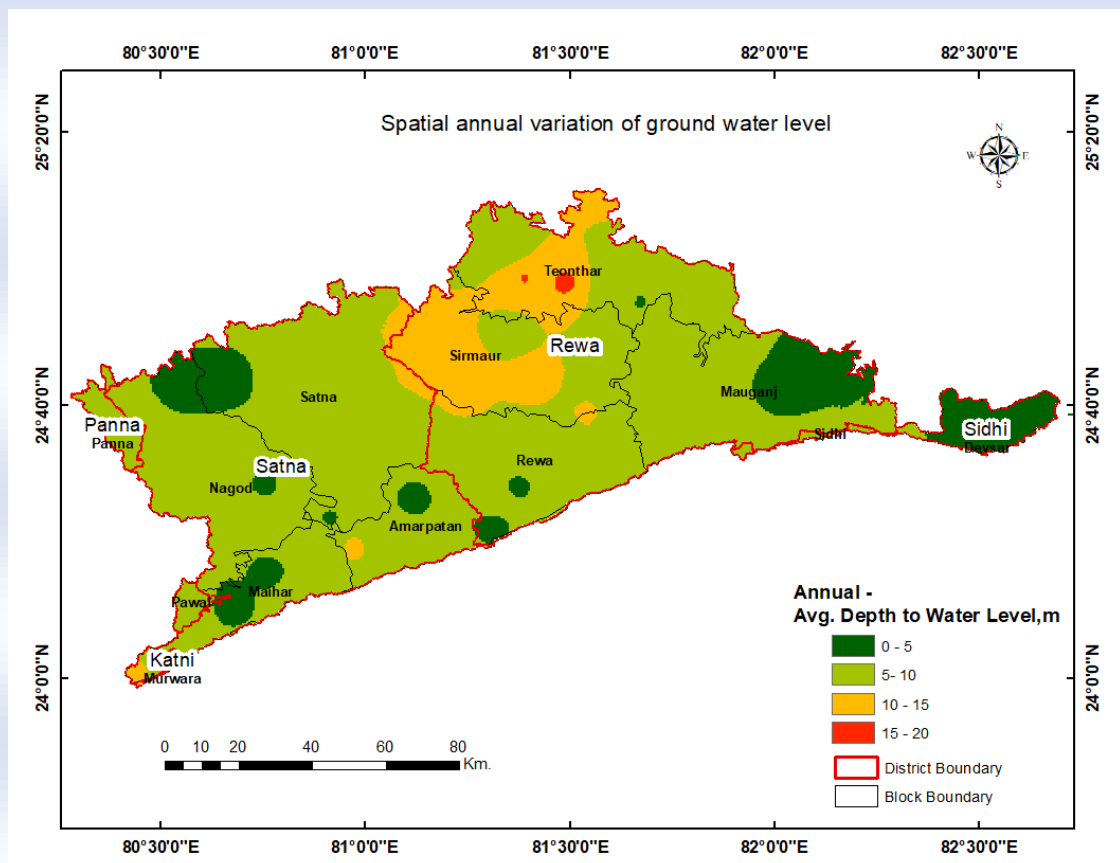 80°30'0"E 81°0'0"E 81°30'0"E 82°0'0"E 82°30'0"E
Spatial annual variation of ground water level
N
W E
S
25°20'0"N 25°20'0"N
Teonthar
Rewa
Sirmaur
Satna
Mauganj
24°40'0"N 24°40'0"N
Panna
Panna
Sidhi
Sidhi
Devsar
Satna
Rewa
Nagod
Amarpatan
Maihar
Pawai
Katni
Murwara
24°0'0"N 24°0'0"N
Annual -
Avg. Depth to Water Level,m
0 - 5
5- 10
10 - 15
15 - 20
District Boundary
Block Boundary
0 10 20 40 60 80
Km.
80°30'0"E 81°0'0"E 81°30'0"E 82°0'0"E 82°30'0"E